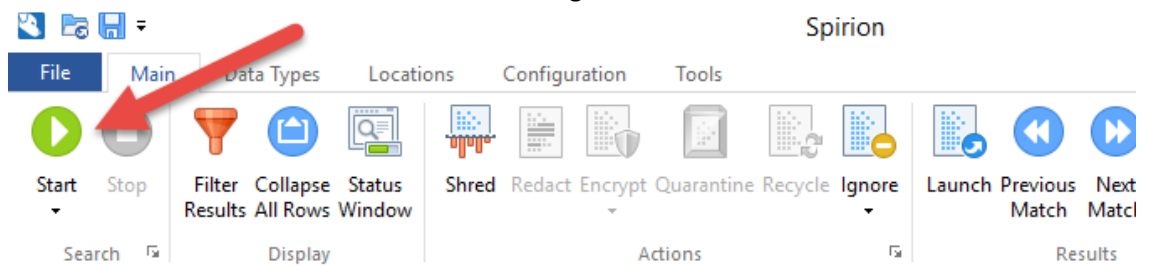 Spirion
File Main Data Types Locations Configuration Tools
Start Stop Filter Results Collapse All Rows Status Window Shred Redact Encrypt Quarantine Recycle Ignore Launch Previous Match Next
Search Display Actions Results